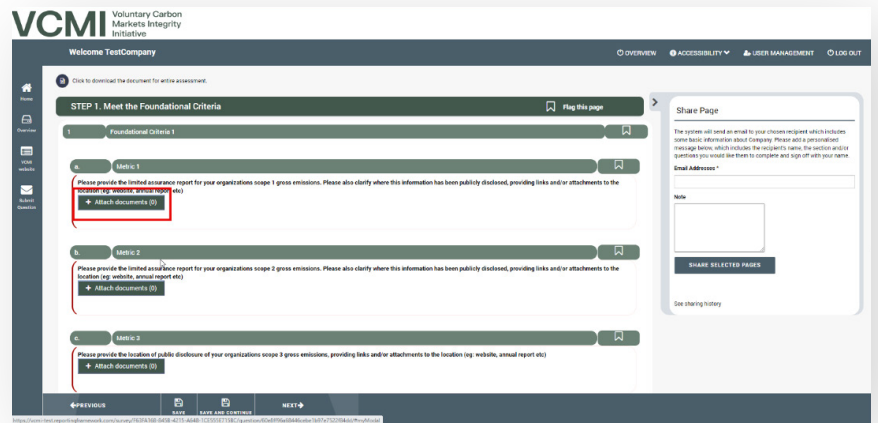 VCMI
Voluntary Carbon
Markets Integrity
Initiative
Welcome TestCompany
OVERVIEW
ACCESSIBILITY
USER MANAGEMENT
LOG OUT
Home
Overview
VCMI
website
Submit
Question
Click to download the document for entire assessment.
STEP 1. Meet the Foundational Criteria
Flag this page
1
Foundational Criteria 1
a.
Metric 1
Please provide the limited assurance report for your organizations scope 1 gross emissions. Please also clarify where this information has been publicly disclosed, providing links and/or attachments to the
location (eg: website, annual report etc)
+ Attach documents (0)
b.
Metric 2
Please provide the limited assurance report for your organizations scope 2 gross emissions. Please also clarify where this information has been publicly disclosed, providing links and/or attachments to the
location (eg: website, annual report etc)
+ Attach documents (0)
c.
Metric 3
Please provide the location of public disclosure of your organizations scope 3 gross emissions, providing links and/or attachments to the location (eg: website, annual report etc)
+ Attach documents (0)
Share Page
The system will send an email to your chosen recipient which includes
some basic information about Company. Please add a personalised
message below, which includes the recipient's name, the section and/or
questions you would like them to complete and sign off with your name.
Email Addresses *
Note
SHARE SELECTED PAGES
See sharing history
PREVIOUS
SAVE
SAVE AND CONTINUE
NEXT